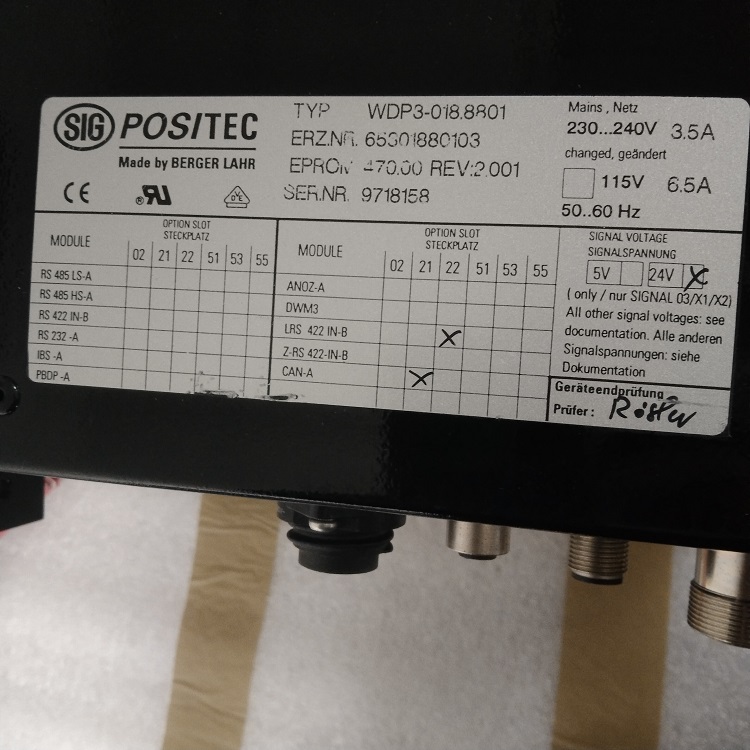 SIG POSITEC
Made by BERGER LAHR
TYP WDP3-018.8801
ERZ.NR. 65301880103
EPROM 470.00 REV:2.001
SER.NR. 9718158
Mains, Netz
230...240V 3.5A
changed, geändert
115V 6.5A
50..60 Hz
CE
OPTION SLOT
STECKPLATZ
MODULE 02 21 22 51 53 55
RS 485 LS-A
RS 485 HS-A
RS 422 IN-B
RS 232 -A
IBS -A
PBDP -A
OPTION SLOT
STECKPLATZ
MODULE 02 21 22 51 53 55
ANOZ-A
DWM3
LRS 422 IN-B X
Z-RS 422-IN-B
CAN-A X
SIGNAL VOLTAGE
SIGNALSPANNUNG
5V 24V X
( only / nur SIGNAL 03/X1/X2)
All other signal voltages: see
documentation. Alle anderen
Signalspannungen: siehe
Dokumentation
Geräteendprüfung
Prüfer :